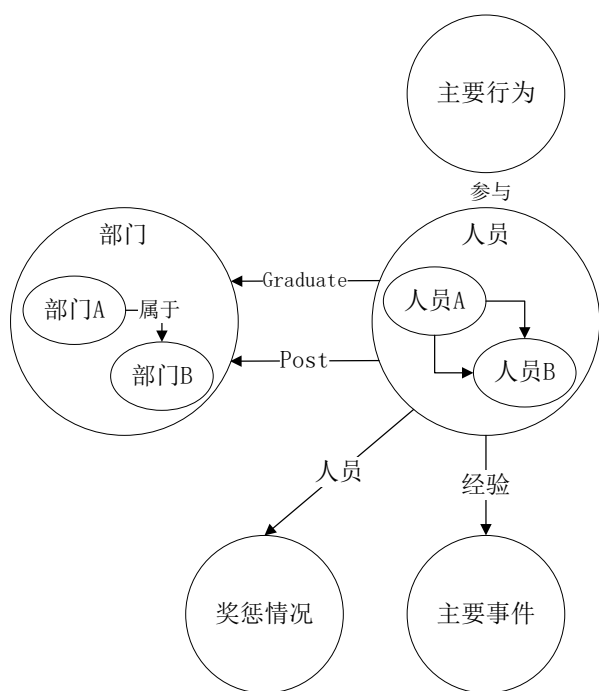 主要行为
参与
部门
人员
Graduate
部门A
属于
人员A
部门B
Post
人员B
人员
经验
奖惩情况
主要事件